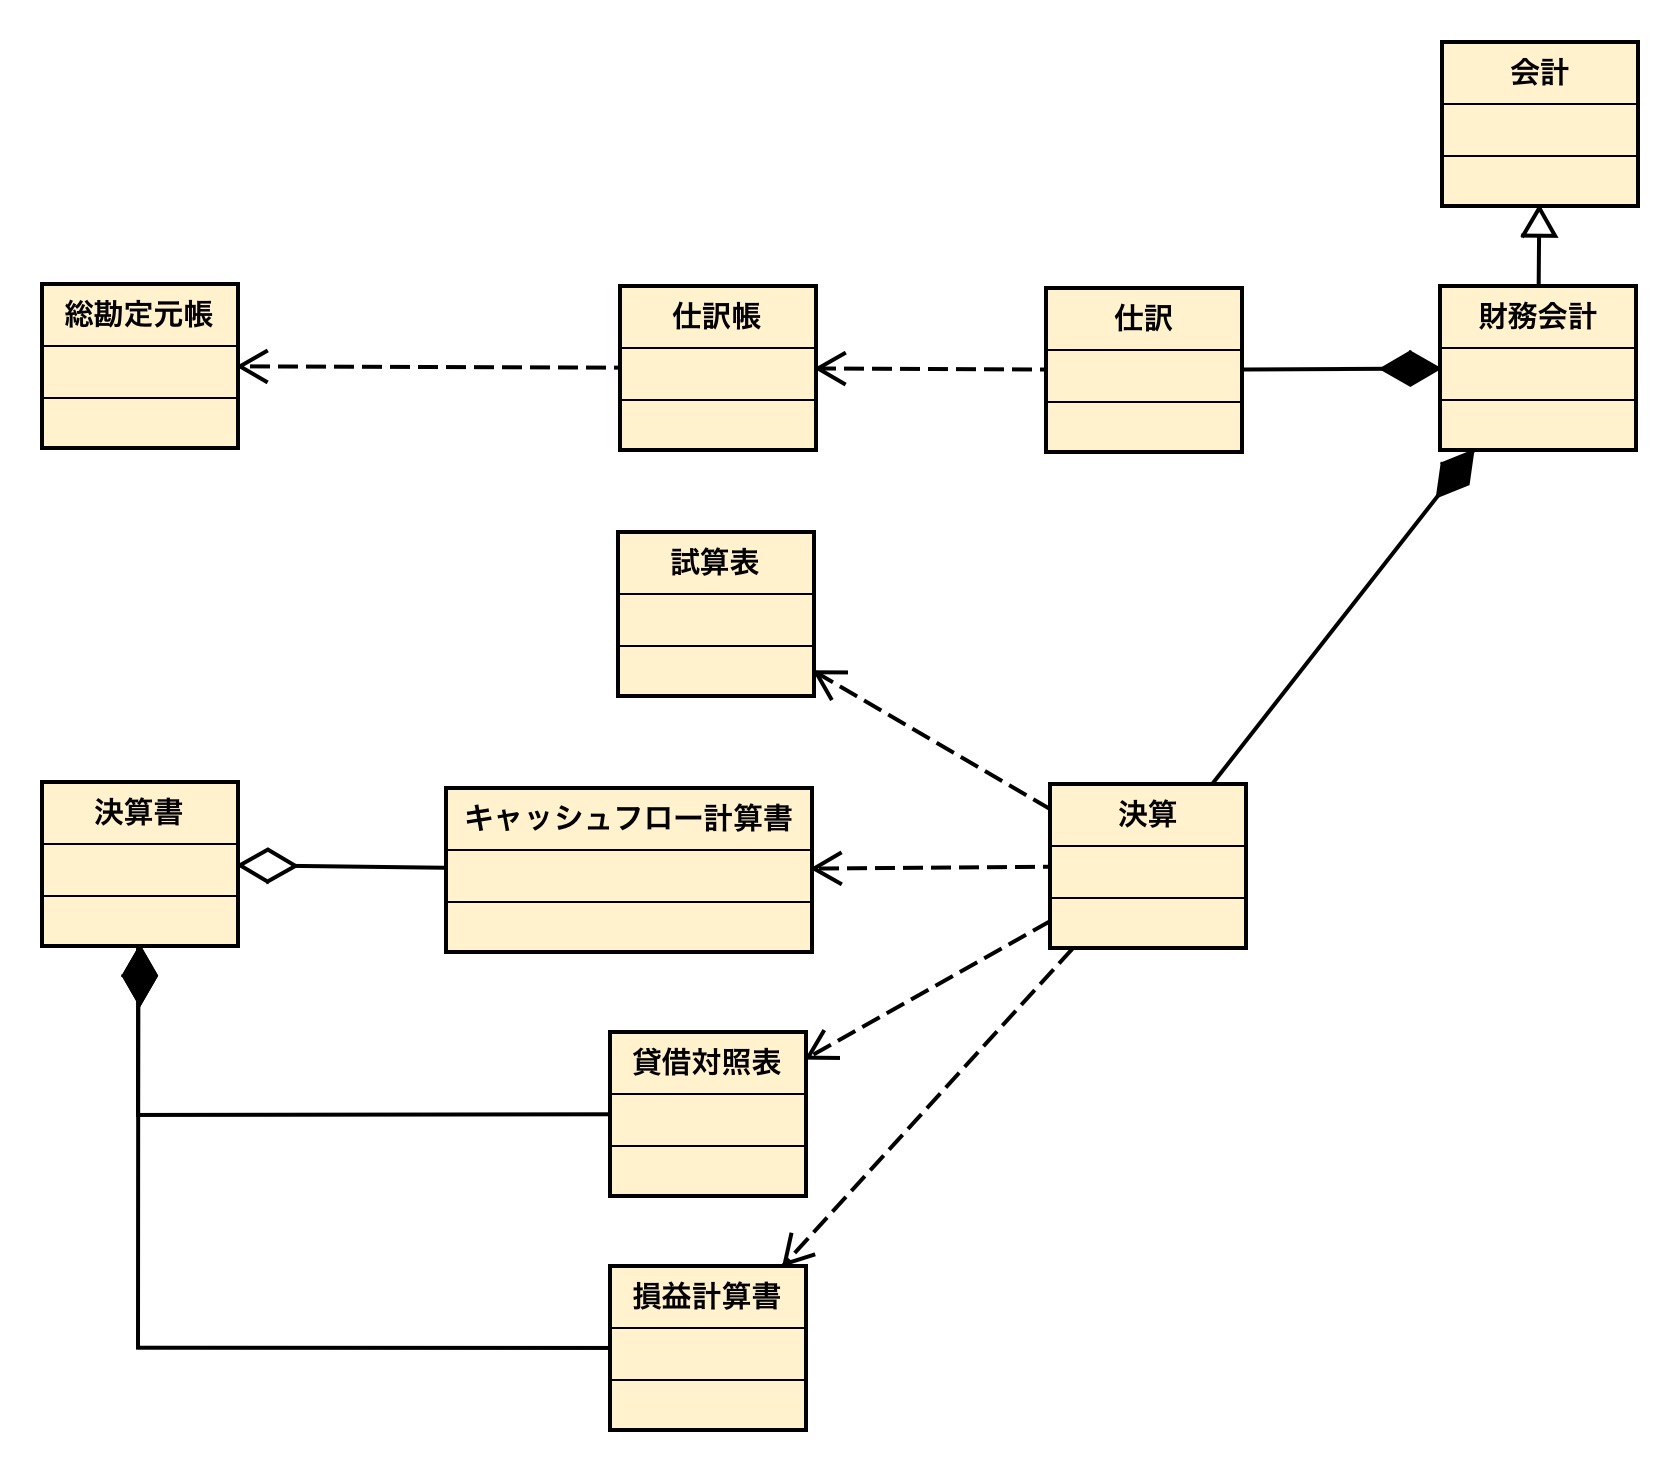 会計
総勘定元帳
仕訳帳
仕訳
財務会計
試算表
決算書
キャッシュフロー計算書
決算
貸借対照表
損益計算書